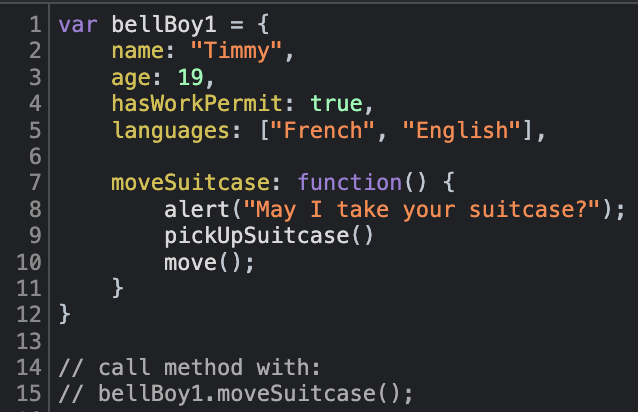 1 var bellBoy1 = {
2     name: "Timmy",
3     age: 19,
4     hasWorkPermit: true,
5     languages: ["French", "English"],
6
7     moveSuitcase: function() {
8         alert("May I take your suitcase?");
9         pickUpSuitcase()
10         move();
11     }
12 }
13
14 // call method with:
15 // bellBoy1.moveSuitcase();